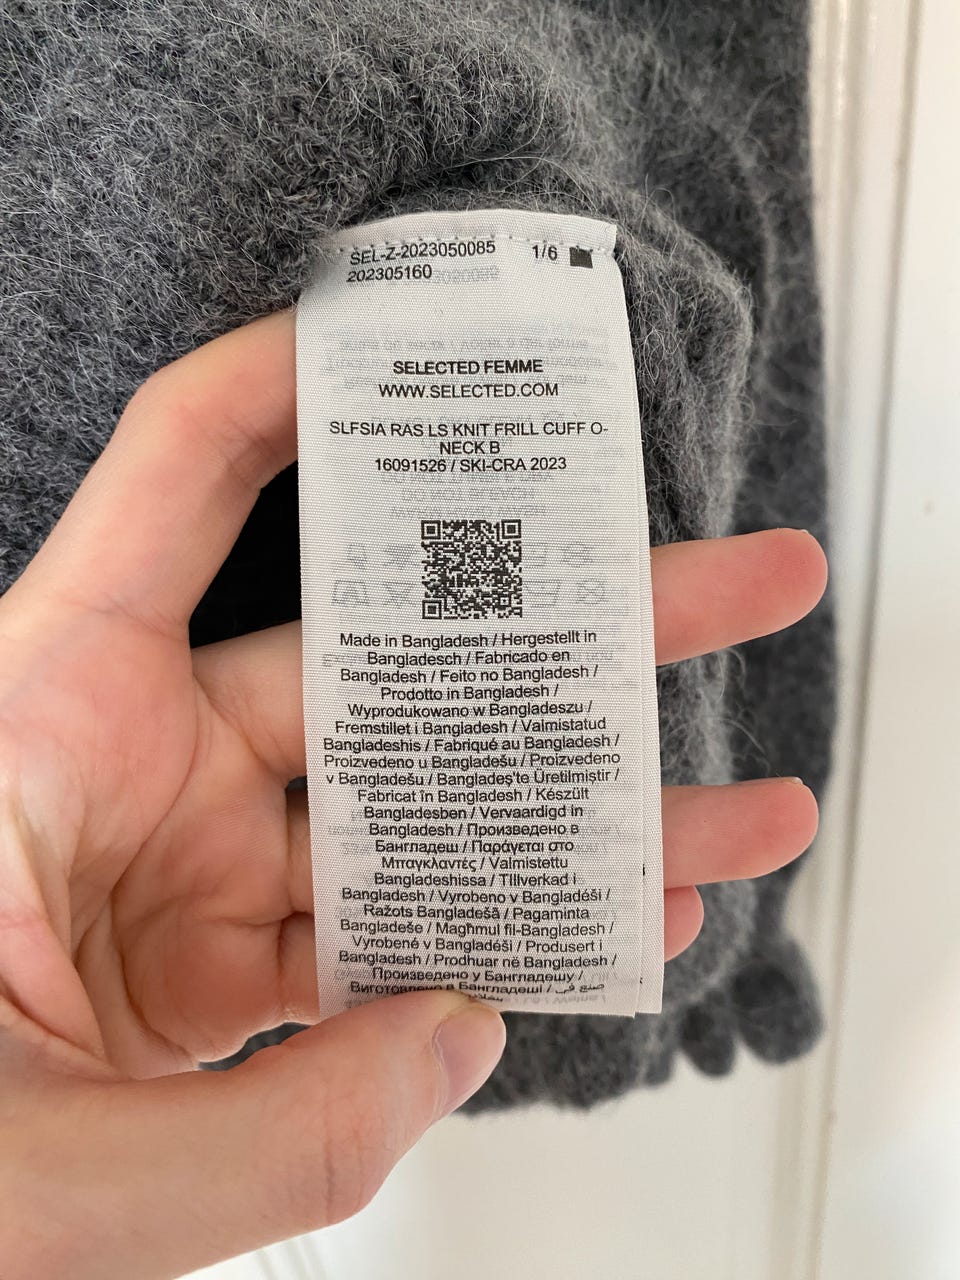 SEL-Z-2023050085 1/6
202305160
SELECTED FEMME
WWW.SELECTED.COM
SLFSIA RAS LS KNIT FRILL CUFF O-
NECK B
16091526 / SKI-CRA 2023
Made in Bangladesh / Hergestellt in
Bangladesch / Fabricado en
Bangladesh / Feito no Bangladesh /
Prodotto in Bangladesh /
Wyprodukowano w Bangladeszu /
Fremstillet i Bangladesh / Valmistatud
Bangladeshis / Fabriqué au Bangladesh /
Proizvedeno u Bangladešu / Proizvedeno
v Bangladešu / Bangladeş'te Üretilmiştir /
Fabricat în Bangladesh / Készült
Bangladesben / Vervaardigd in
Bangladesh / Произведено в
Бангладеш / Παράγεται στο
Μπαγκλαντές / Valmistettu
Bangladeshissa / Tillverkad i
Bangladesh / Vyrobeno v Bangladéši /
Ražots Bangladešā / Pagaminta
Bangladeše / Magħmul fil-Bangladesh /
Vyrobené v Bangladéši / Produsert i
Bangladesh / Prodhuar në Bangladesh /
Произведено у Бангладешу /
Виготовлено в Бангладеші / صنع في